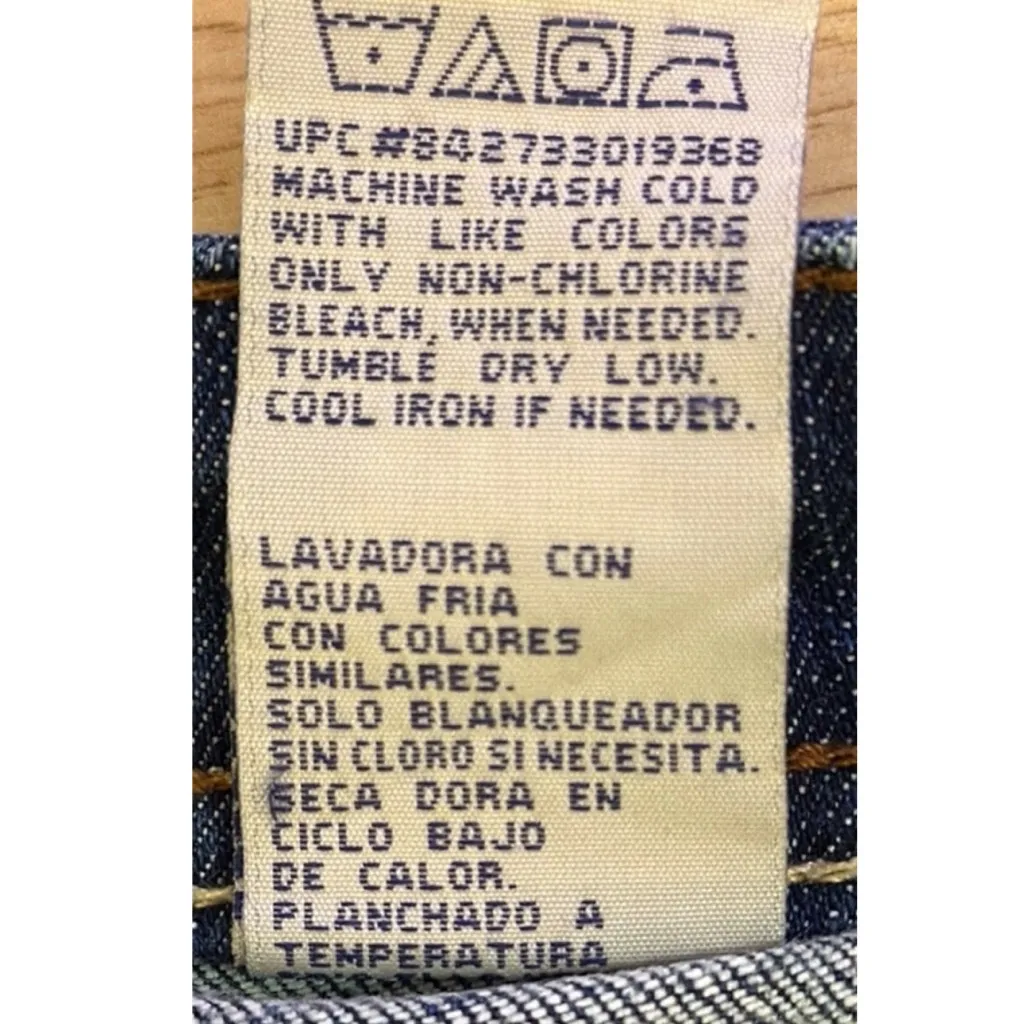 UPC #842733019368
MACHINE WASH COLD
WITH LIKE COLORS
ONLY NON-CHLORINE
BLEACH, WHEN NEEDED.
TUMBLE DRY LOW.
COOL IRON IF NEEDED.
LAVADORA CON
AGUA FRIA
CON COLORES
SIMILARES.
SOLO BLANQUEADOR
SIN CLORO SI NECESITA.
SECA DORA EN
CICLO BAJO
DE CALOR.
PLANCHADO A
TEMPERATURA